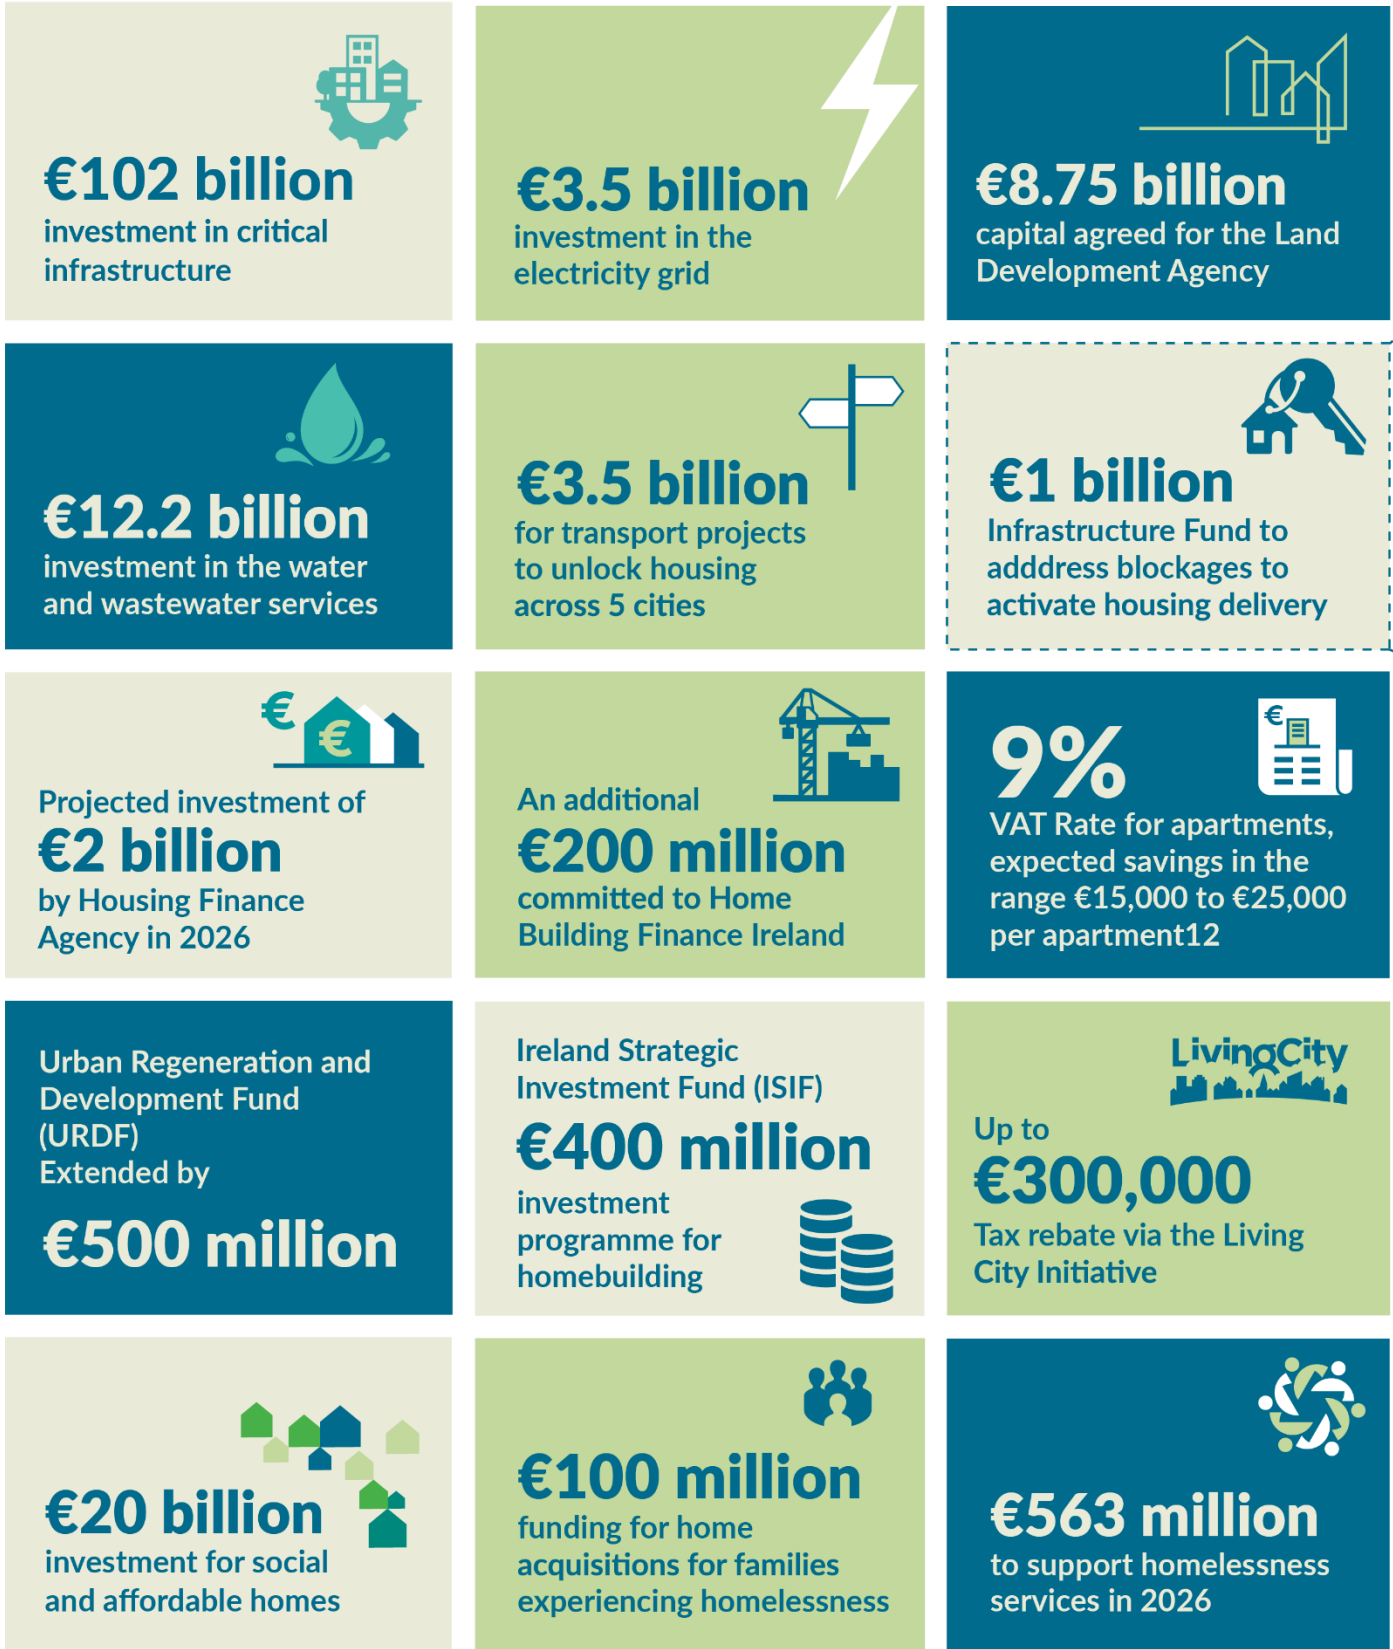 €102 billion
investment in critical
infrastructure
€3.5 billion
investment in the
electricity grid
€8.75 billion
capital agreed for the Land
Development Agency
€12.2 billion
investment in the water
and wastewater services
€3.5 billion
for transport projects
to unlock housing
across 5 cities
€1 billion
Infrastructure Fund to
adddress blockages to
activate housing delivery
€
€
Projected investment of
€2 billion
by Housing Finance
Agency in 2026
An additional
€200 million
committed to Home
Building Finance Ireland
€
9%
VAT Rate for apartments,
expected savings in the
range €15,000 to €25,000
per apartment12
Urban Regeneration and
Development Fund
(URDF)
Extended by
€500 million
Ireland Strategic
Investment Fund (ISIF)
€400 million
investment
programme for
homebuilding
LivingCity
Up to
€300,000
Tax rebate via the Living
City Initiative
€20 billion
investment for social
and affordable homes
€100 million
funding for home
acquisitions for families
experiencing homelessness
€563 million
to support homelessness
services in 2026